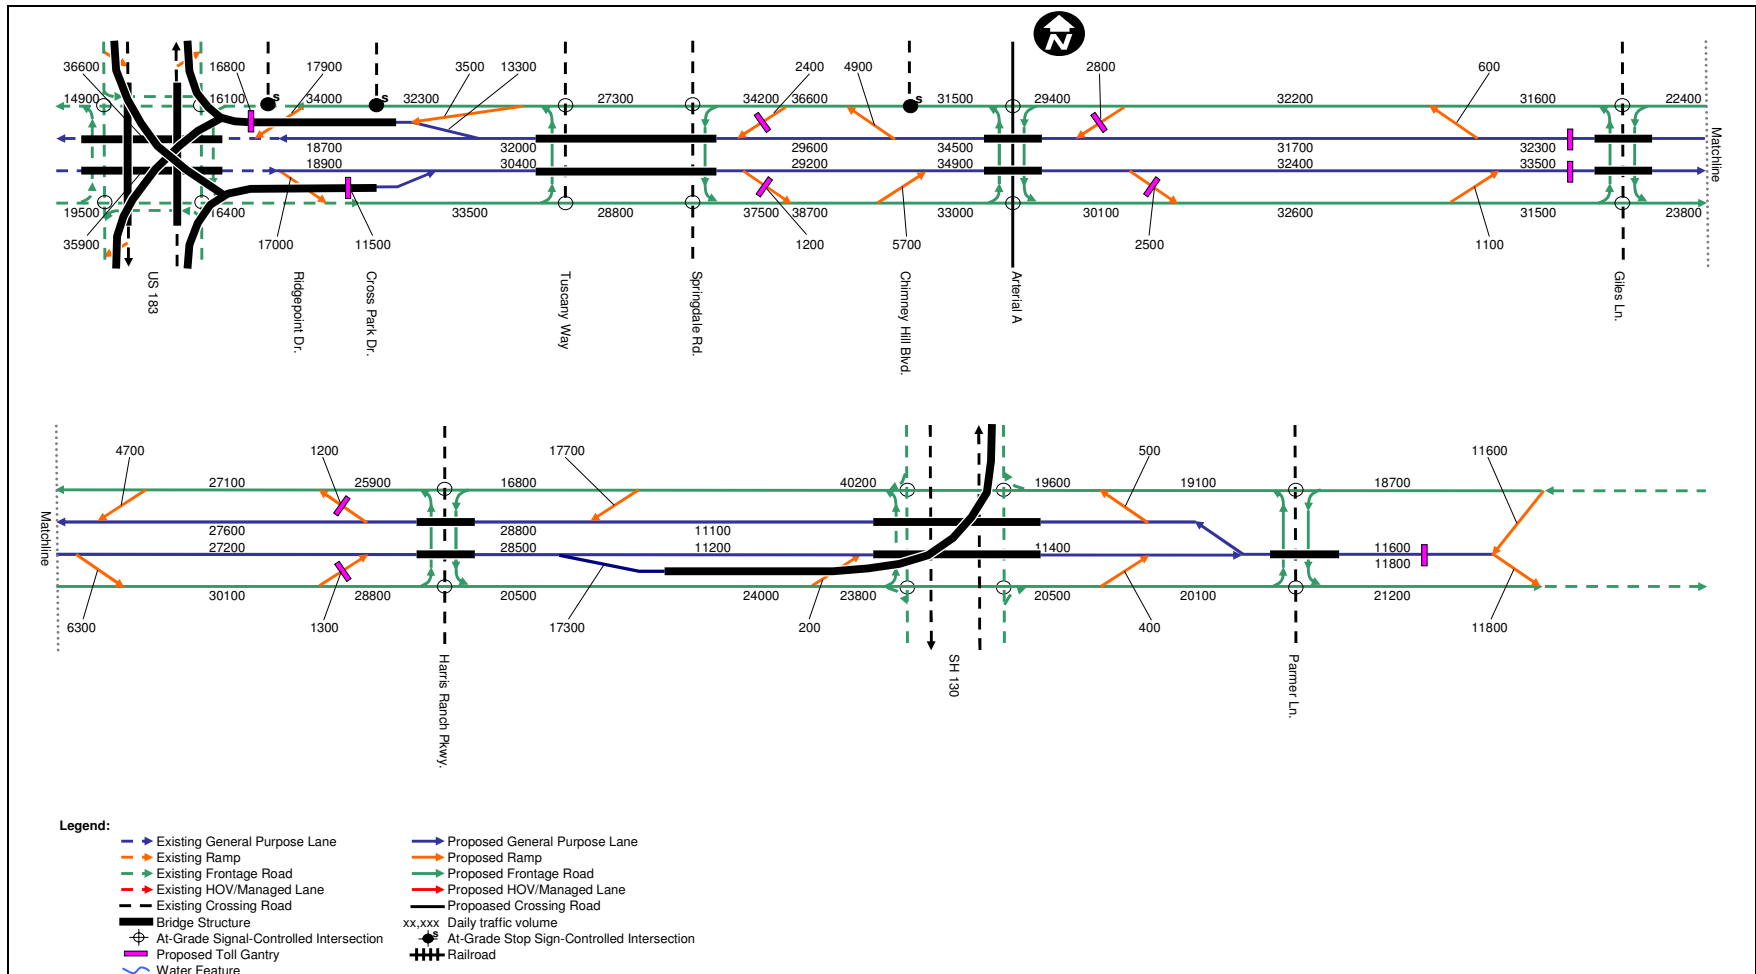 N
36600 16800 17900 3500 13300 2400 4900 2800 600
14900 16100 S 34000 S 32300 27300 34200 36600 S 31500 29400 32200 31600 22400
18700 32000 29600 34500 31700 32300
18900 30400 29200 34900 32400 33500
19500 16400 33500 28800 37500 38700 33000 30100 32600 31500 23800
35900 17000 11500 1200 5700 2500 1100
Matchline
US 183
Ridgepoint Dr.
Cross Park Dr.
Tuscany Way
Springdale Rd.
Chimney Hill Blvd.
Arterial A
Giles Ln.
4700 1200 17700 500 11600
27100 25900 16800 40200 19600 19100 18700
27600 28800 11100 11600
27200 28500 11200 11400 11800
30100 28800 20500 24000 23800 20500 20100 21200
6300 1300 17300 200 400 11800
Matchline
Harris Ranch Pkwy.
SH 130
Parmer Ln.
Legend:
Existing General Purpose Lane Proposed General Purpose Lane
Existing Ramp Proposed Ramp
Existing Frontage Road Proposed Frontage Road
Existing HOV/Managed Lane Proposed HOV/Managed Lane
Existing Crossing Road Propoased Crossing Road
Bridge Structure xx,xxx Daily traffic volume
At-Grade Signal-Controlled Intersection S At-Grade Stop Sign-Controlled Intersection
Proposed Toll Gantry Railroad
Water Feature